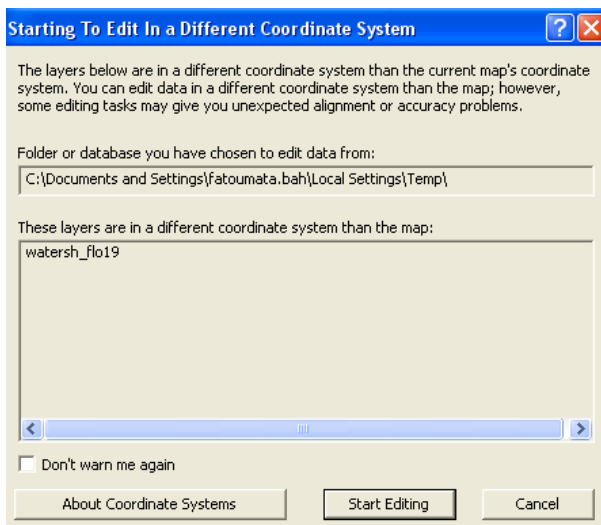 Starting To Edit In a Different Coordinate System
The layers below are in a different coordinate system than the current map's coordinate
system. You can edit data in a different coordinate system than the map; however,
some editing tasks may give you unexpected alignment or accuracy problems.
Folder or database you have chosen to edit data from:
C:\Documents and Settings\fatoumata.bah\Local Settings\Temp\
These layers are in a different coordinate system than the map:
watersh_flo19
Don't warn me again
About Coordinate Systems Start Editing Cancel